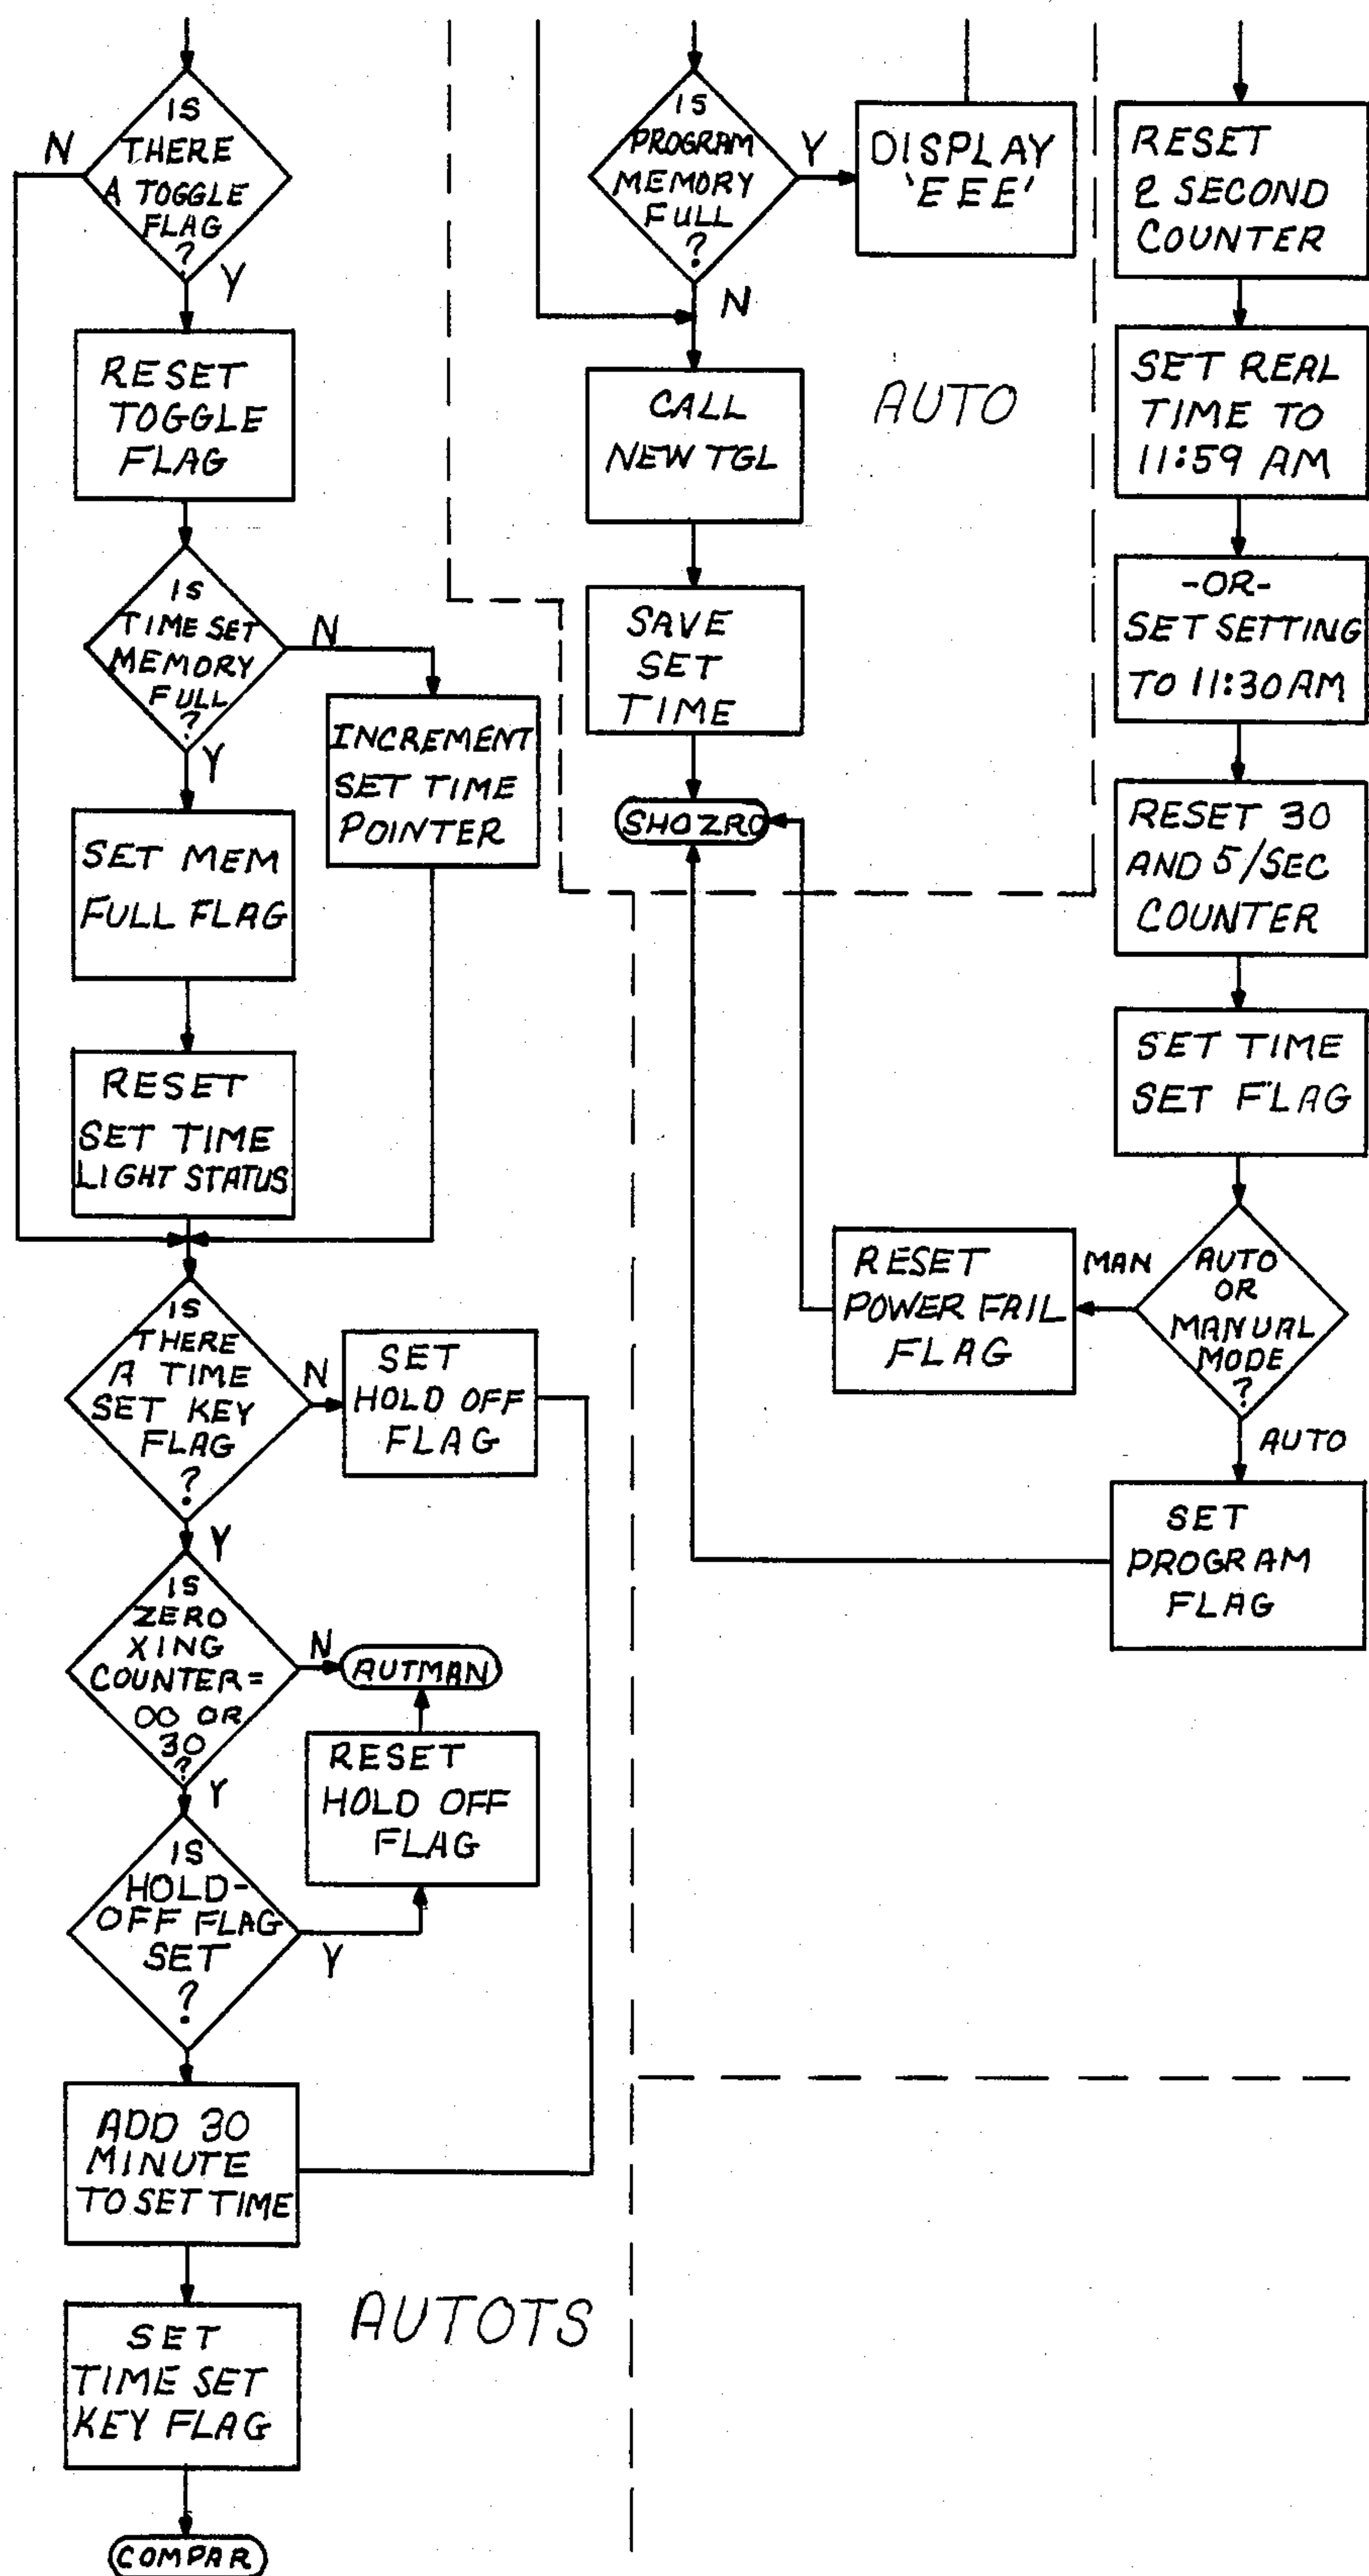 IS
THERE
A TOGGLE
FLAG
?
N
Y
RESET
TOGGLE
FLAG
IS
TIME SET
MEMORY
FULL
?
N
Y
INCREMENT
SET TIME
POINTER
SET MEM
FULL FLAG
RESET
SET TIME
LIGHT STATUS
IS
THERE
A TIME
SET KEY
FLAG
?
N
Y
SET
HOLD OFF
FLAG
IS
ZERO
XING
COUNTER=
00 OR
30
?
N
Y
AUTMAN
RESET
HOLD OFF
FLAG
IS
HOLD-
OFF FLAG
SET
?
Y
ADD 30
MINUTE
TO SET TIME
SET
TIME SET
KEY FLAG
COMPAR
AUTOTS
IS
PROGRAM
MEMORY
FULL
?
Y
N
DISPLAY
'EEE'
CALL
NEW TGL
AUTO
SAVE
SET
TIME
SHOZRO
RESET
2 SECOND
COUNTER
SET REAL
TIME TO
11:59 AM
-OR-
SET SETTING
TO 11:30AM
RESET 30
AND 5/SEC
COUNTER
SET TIME
SET FLAG
AUTO
OR
MANUAL
MODE
?
MAN
AUTO
RESET
POWER FAIL
FLAG
SET
PROGRAM
FLAG